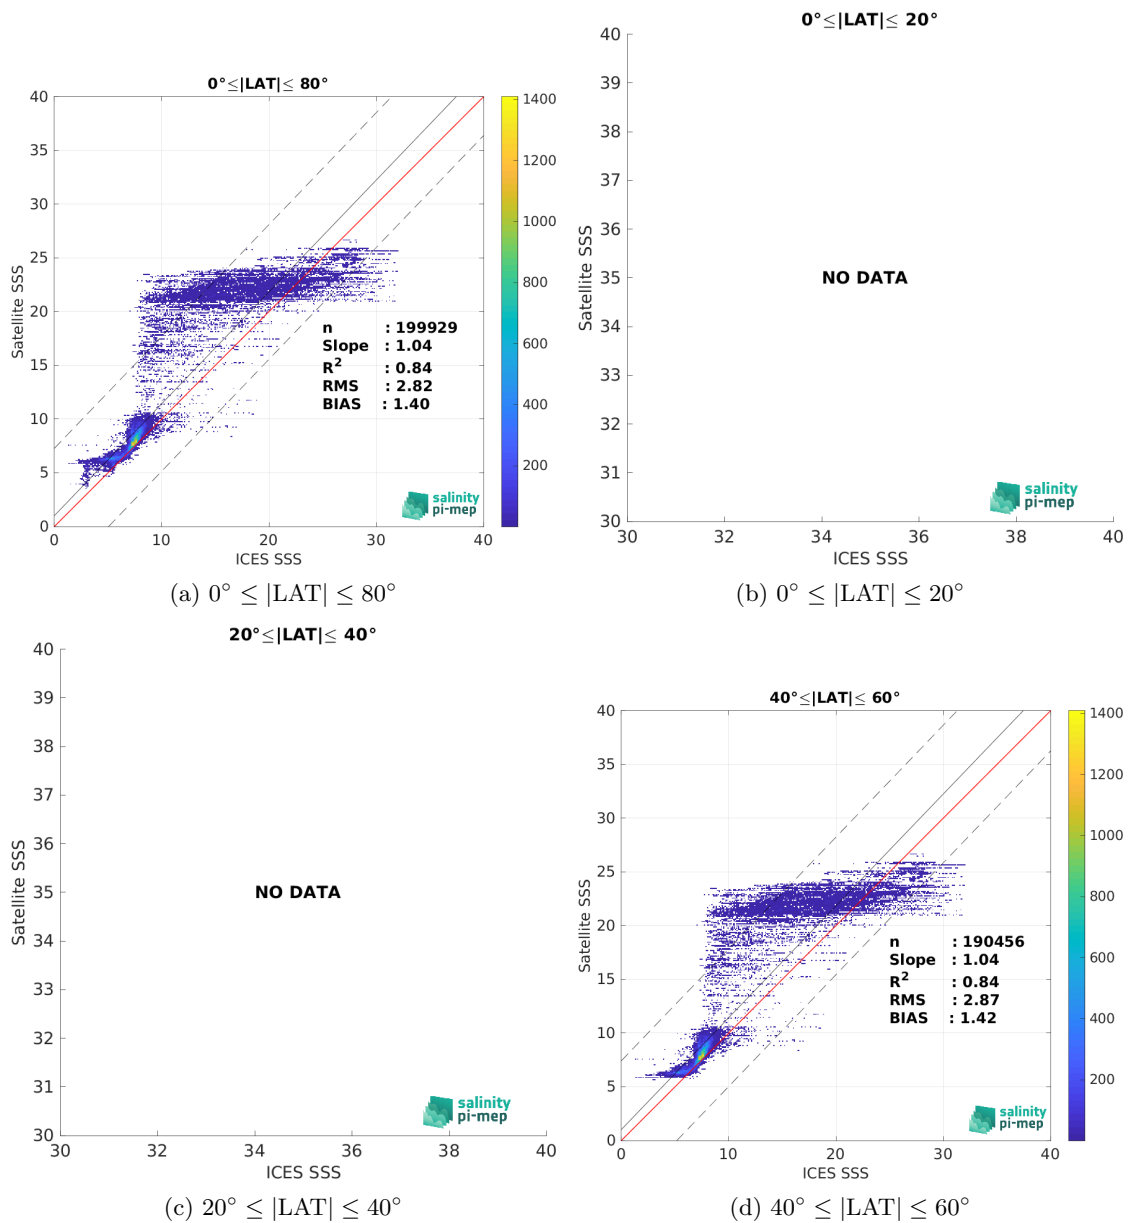 0°≤|LAT|≤ 80°
40
35
30
25
20
15
10
5
0
0
10
20
30
40
Satellite SSS
ICES SSS
n : 199929
Slope : 1.04
R² : 0.84
RMS : 2.82
BIAS : 1.40
1400
1200
1000
800
600
400
200
salinity
pi-mep
(a) 0° ≤ |LAT| ≤ 80°
0°≤|LAT|≤ 20°
40
39
38
37
36
35
34
33
32
31
30
30
32
34
36
38
40
Satellite SSS
ICES SSS
NO DATA
salinity
pi-mep
(b) 0° ≤ |LAT| ≤ 20°
20°≤|LAT|≤ 40°
40
39
38
37
36
35
34
33
32
31
30
30
32
34
36
38
40
Satellite SSS
ICES SSS
NO DATA
salinity
pi-mep
(c) 20° ≤ |LAT| ≤ 40°
40°≤|LAT|≤ 60°
40
35
30
25
20
15
10
5
0
0
10
20
30
40
Satellite SSS
ICES SSS
n : 190456
Slope : 1.04
R² : 0.84
RMS : 2.87
BIAS : 1.42
1400
1200
1000
800
600
400
200
salinity
pi-mep
(d) 40° ≤ |LAT| ≤ 60°